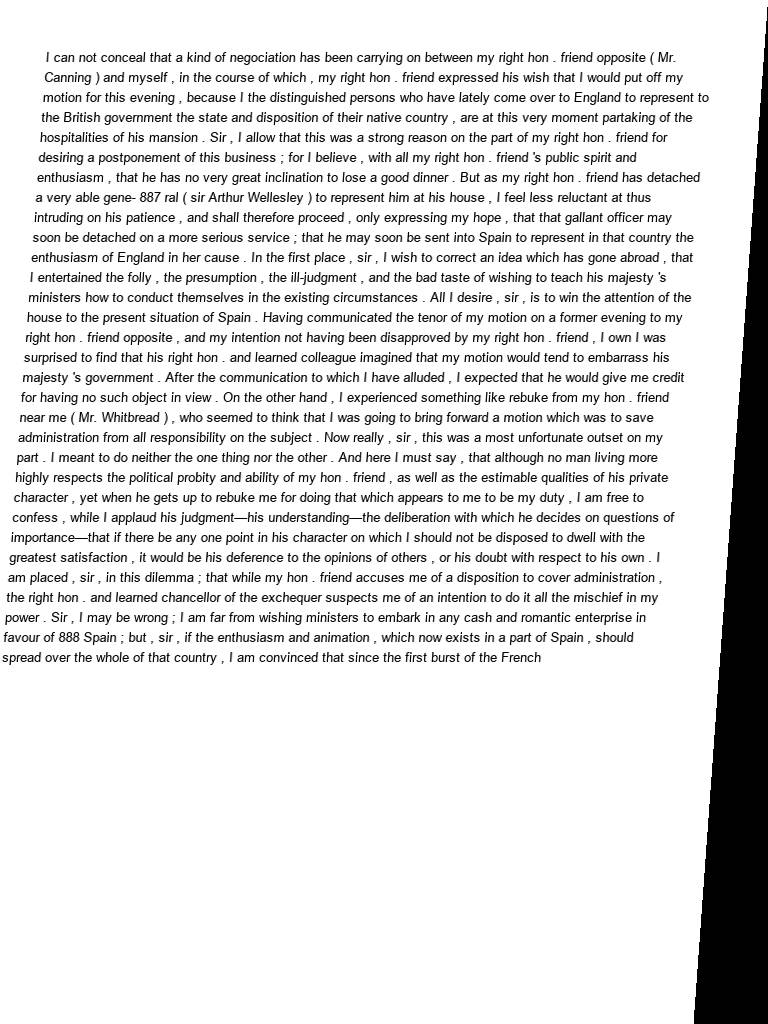 I can not conceal that a kind of negociation has been carrying on between my right hon . friend opposite ( Mr.
Canning ) and myself , in the course of which , my right hon . friend expressed his wish that I would put off my
motion for this evening , because I the distinguished persons who have lately come over to England to represent to
the British government the state and disposition of their native country , are at this very moment partaking of the
hospitalities of his mansion . Sir , I allow that this was a strong reason on the part of my right hon . friend for
desiring a postponement of this business ; for I believe , with all my right hon . friend 's public spirit and
enthusiasm , that he has no very great inclination to lose a good dinner . But as my right hon . friend has detached
a very able gene- 887 ral ( sir Arthur Wellesley ) to represent him at his house , I feel less reluctant at thus
intruding on his patience , and shall therefore proceed , only expressing my hope , that that gallant officer may
soon be detached on a more serious service ; that he may soon be sent into Spain to represent in that country the
enthusiasm of England in her cause . In the first place , sir , I wish to correct an idea which has gone abroad , that
I entertained the folly , the presumption , the ill-judgment , and the bad taste of wishing to teach his majesty 's
ministers how to conduct themselves in the existing circumstances . All I desire , sir , is to win the attention of the
house to the present situation of Spain . Having communicated the tenor of my motion on a former evening to my
right hon . friend opposite , and my intention not having been disapproved by my right hon . friend , I own I was
surprised to find that his right hon . and learned colleague imagined that my motion would tend to embarrass his
majesty 's government . After the communication to which I have alluded , I expected that he would give me credit
for having no such object in view . On the other hand , I experienced something like rebuke from my hon . friend
near me ( Mr. Whitbread ) , who seemed to think that I was going to bring forward a motion which was to save
administration from all responsibility on the subject . Now really , sir , this was a most unfortunate outset on my
part . I meant to do neither the one thing nor the other . And here I must say , that although no man living more
highly respects the political probity and ability of my hon . friend , as well as the estimable qualities of his private
character , yet when he gets up to rebuke me for doing that which appears to me to be my duty , I am free to
confess , while I applaud his judgment—his understanding—the deliberation with which he decides on questions of
importance—that if there be any one point in his character on which I should not be disposed to dwell with the
greatest satisfaction , it would be his deference to the opinions of others , or his doubt with respect to his own . I
am placed , sir , in this dilemma ; that while my hon . friend accuses me of a disposition to cover administration ,
the right hon . and learned chancellor of the exchequer suspects me of an intention to do it all the mischief in my
power . Sir , I may be wrong ; I am far from wishing ministers to embark in any cash and romantic enterprise in
favour of 888 Spain ; but , sir , if the enthusiasm and animation , which now exists in a part of Spain , should
spread over the whole of that country , I am convinced that since the first burst of the French